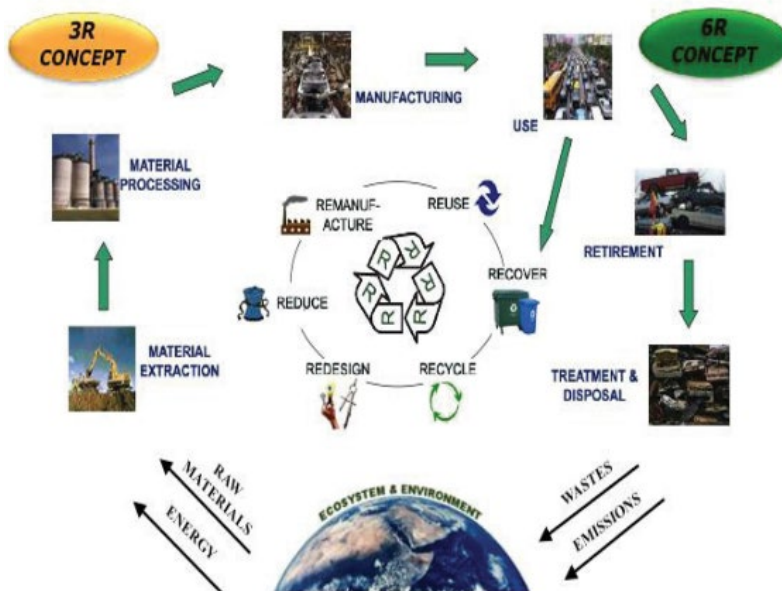 3R
CONCEPT
6R
CONCEPT
MANUFACTURING
USE
MATERIAL
PROCESSING
REMANUF-
ACTURE
REUSE
RETIREMENT
RECOVER
REDUCE
R
R
R
R
R
R
MATERIAL
EXTRACTION
REDESIGN
RECYCLE
TREATMENT &
DISPOSAL
RAW
MATERIALS
ENERGY
ECOSYSTEM & ENVIRONMENT
WASTES
EMISSIONS